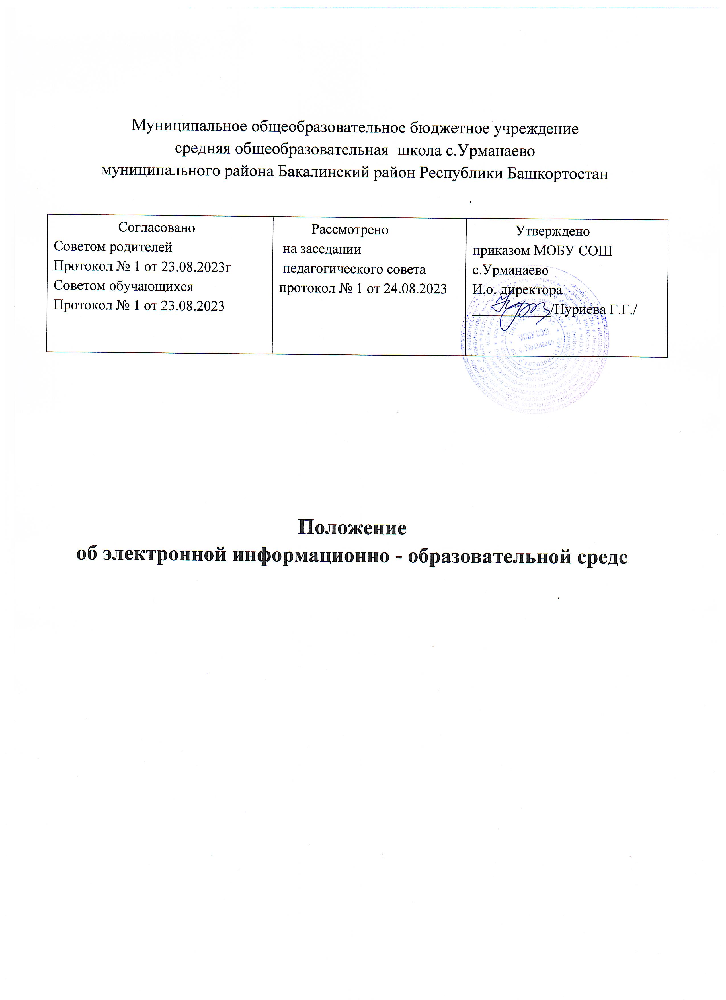 Муниципальное общеобразовательное бюджетное учреждение
средняя общеобразовательная школа с.Урманаево
муниципального района Бакалинский район Республики Башкортостан
Согласовано
Советом родителей
Протокол № 1 от 23.08.2023г
Советом обучающихся
Протокол № 1 от 23.08.2023
Рассмотрено
на заседании
педагогического совета
протокол № 1 от 24.08.2023
Утверждено
приказом МОБУ СОШ
с.Урманаево
И.о. директора
/Нуриева Г.Г./
МОБУ СОШ
с. Урманаево
Положение
об электронной информационно - образовательной среде